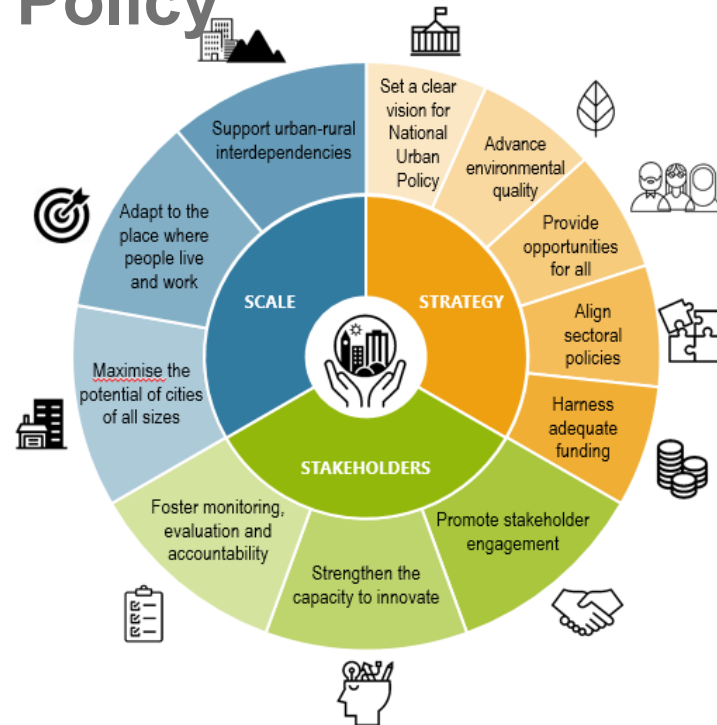 Policy
Set a clear
vision for
National
Urban
Policy
Advance
environmental
quality
Provide
opportunities
for all
Align
sectoral
policies
Harness
adequate
funding
Promote stakeholder
engagement
Strengthen the
capacity to innovate
Foster monitoring,
evaluation and
accountability
Maximise the
potential of cities
of all sizes
Adapt to the
place where
people live
and work
Support urban-rural
interdependencies
SCALE
STRATEGY
STAKEHOLDERS